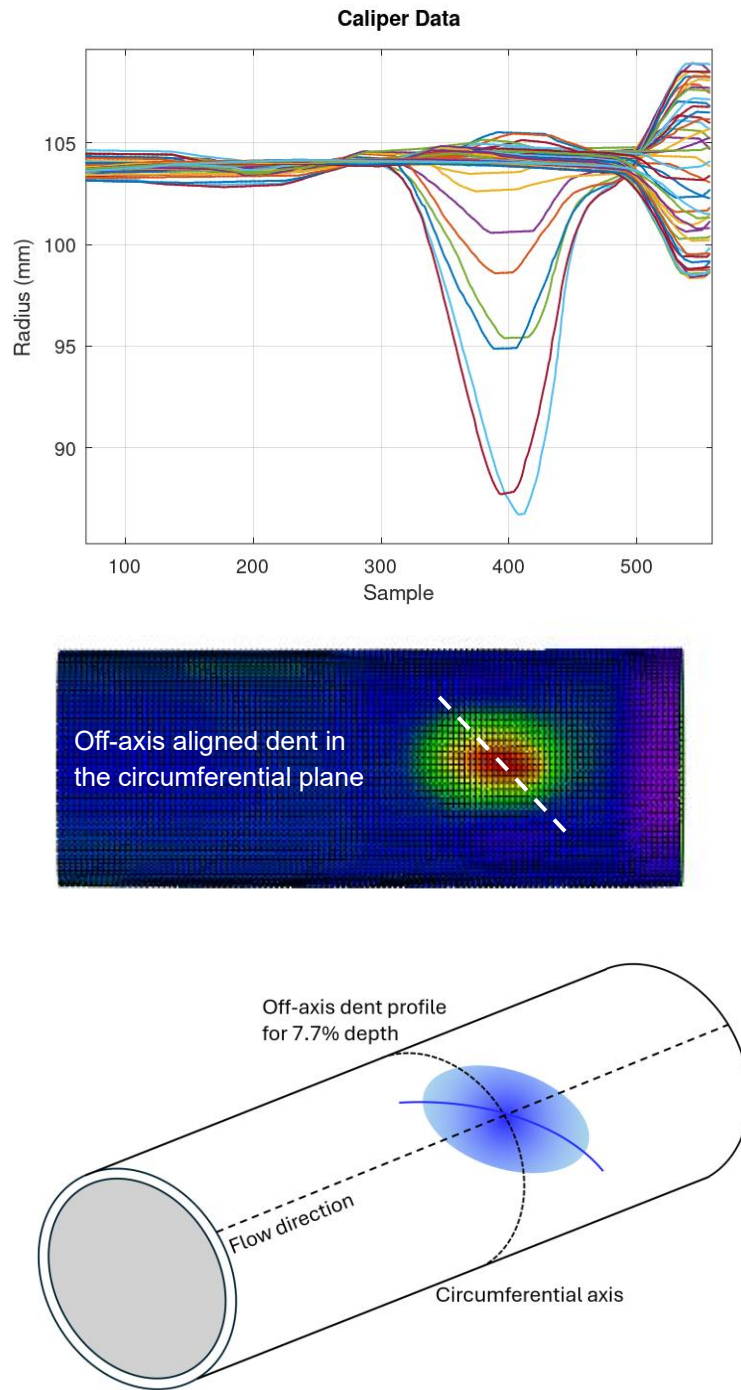 Caliper Data
105
100
95
90
Radius (mm)
100
200
300
400
500
Sample
Off-axis aligned dent in
the circumferential plane
Off-axis dent profile
for 7.7% depth
Flow direction
Circumferential axis